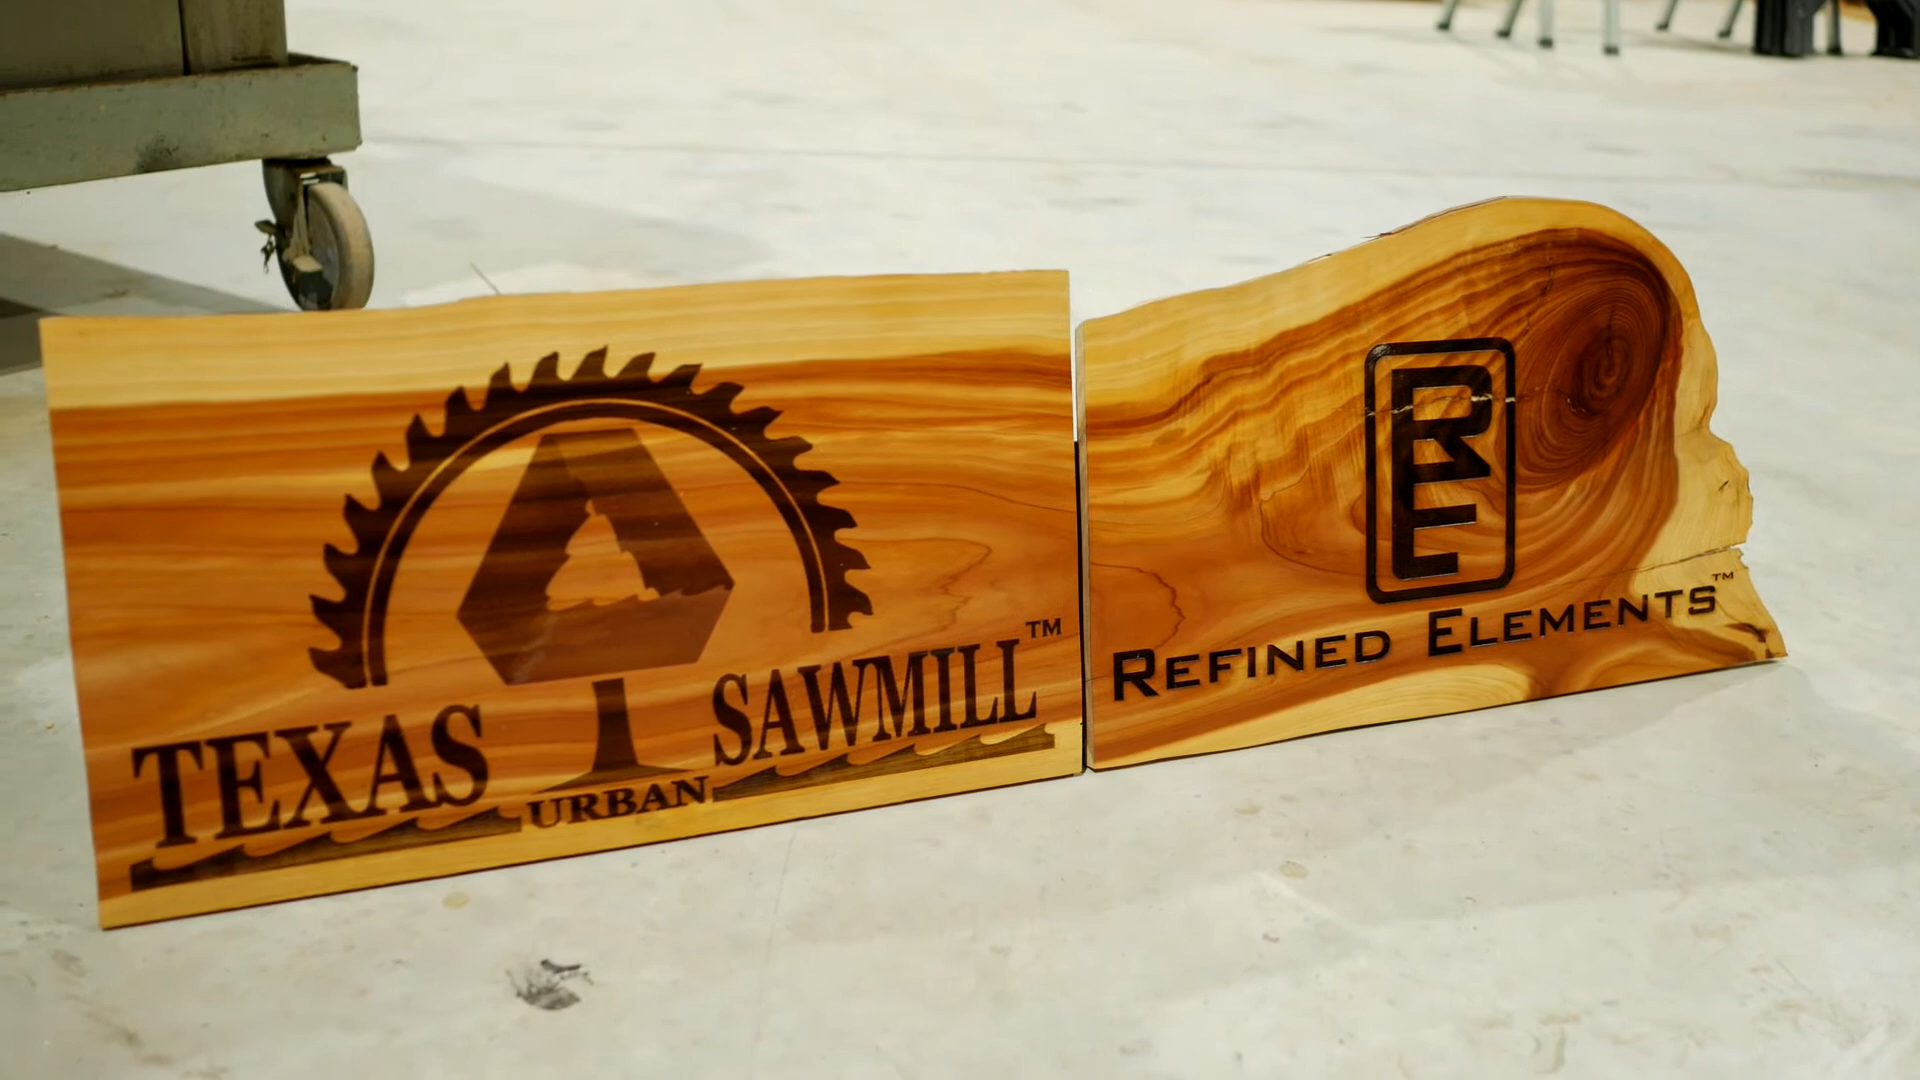 TEXAS SAWMILL™
URBAN
RE
REFINED ELEMENTS™